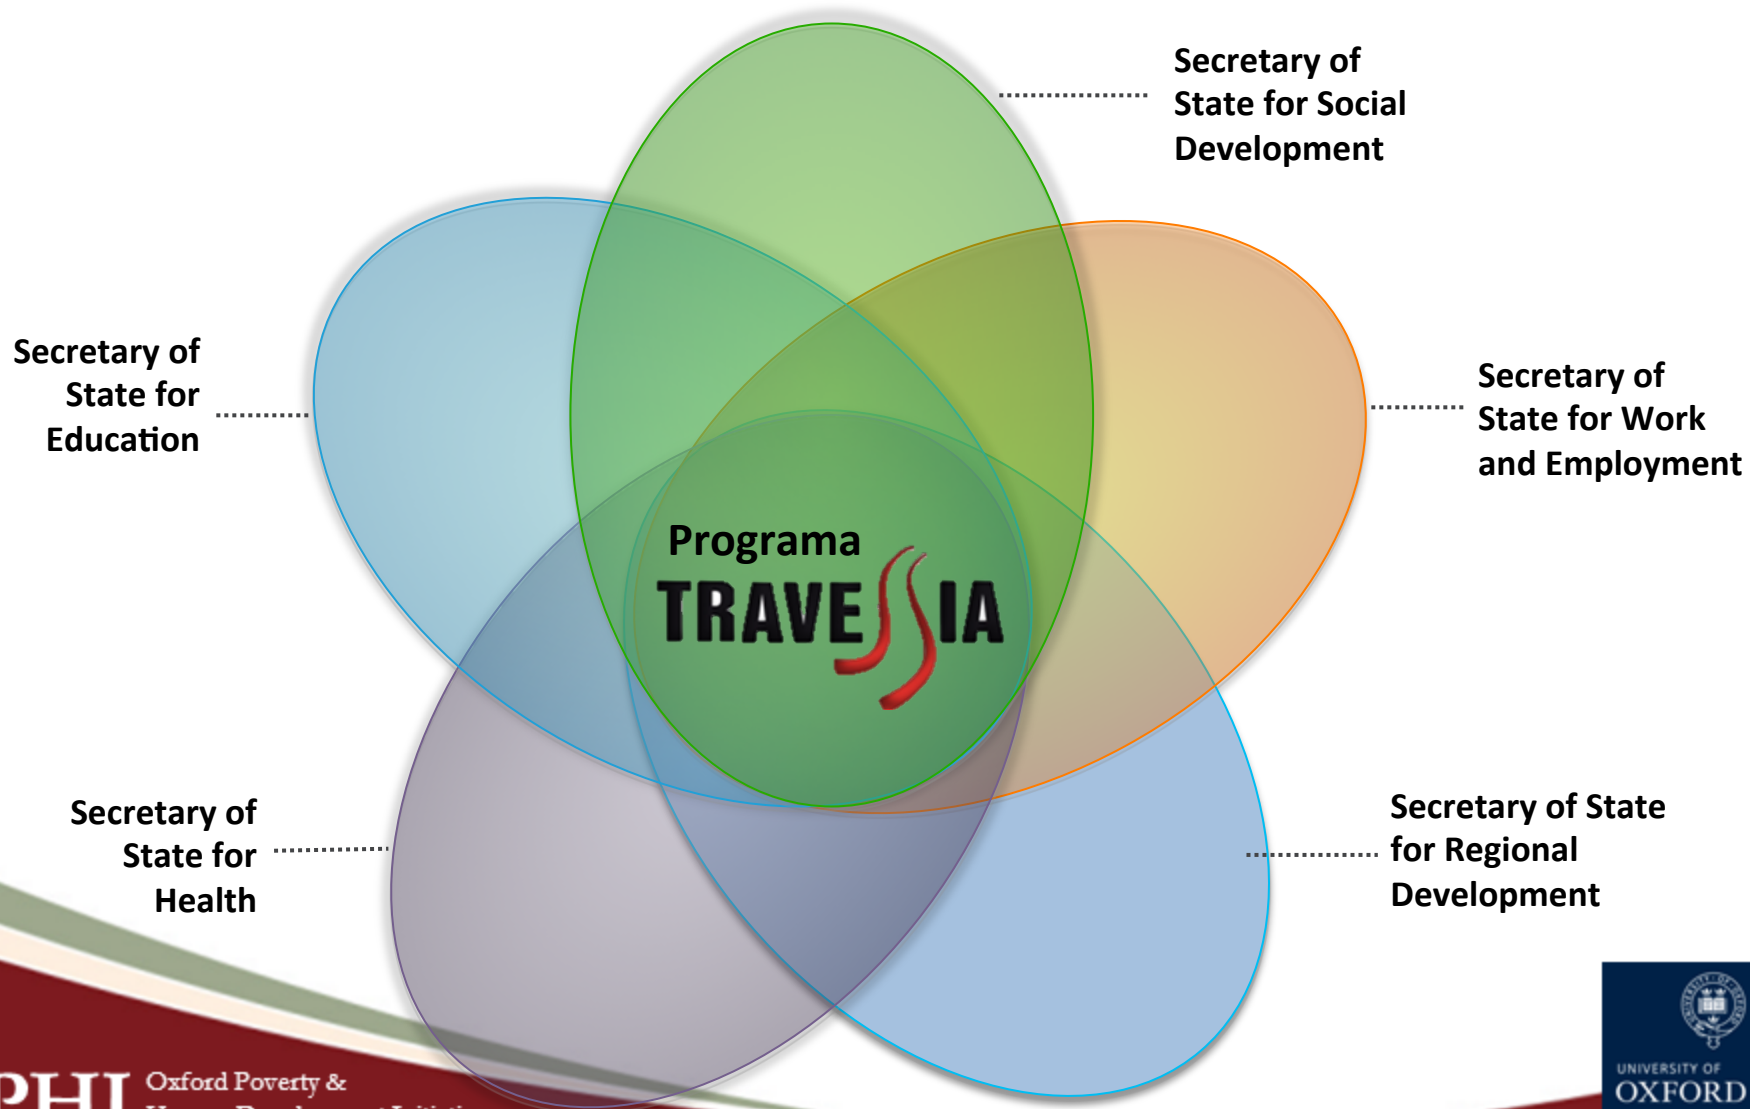 Secretary of
State for Social
Development
Secretary of
State for
Education
Secretary of
State for Work
and Employment
Programa
TRAVESSIA
Secretary of
State for
Health
Secretary of State
for Regional
Development
PHI
Oxford Poverty &
UNIVERSITY OF
OXFORD